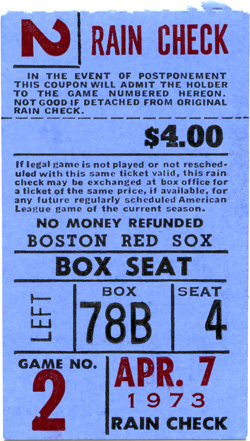 2 RAIN CHECK
IN THE EVENT OF POSTPONEMENT
THIS COUPON WILL ADMIT THE HOLDER
TO THE GAME NUMBERED HEREON.
NOT GOOD IF DETACHED FROM ORIGINAL
RAIN CHECK.
$4.00
If legal game is not played or not resched-
uled with this same ticket valid, this rain
check may be exchanged at box office for
a ticket of the same price, if available, for
any future regularly scheduled American
League game of the current season.
NO MONEY REFUNDED
BOSTON RED SOX
BOX SEAT
LEFT
BOX
78B
SEAT
4
GAME NO.
2
APR. 7
1973
RAIN CHECK